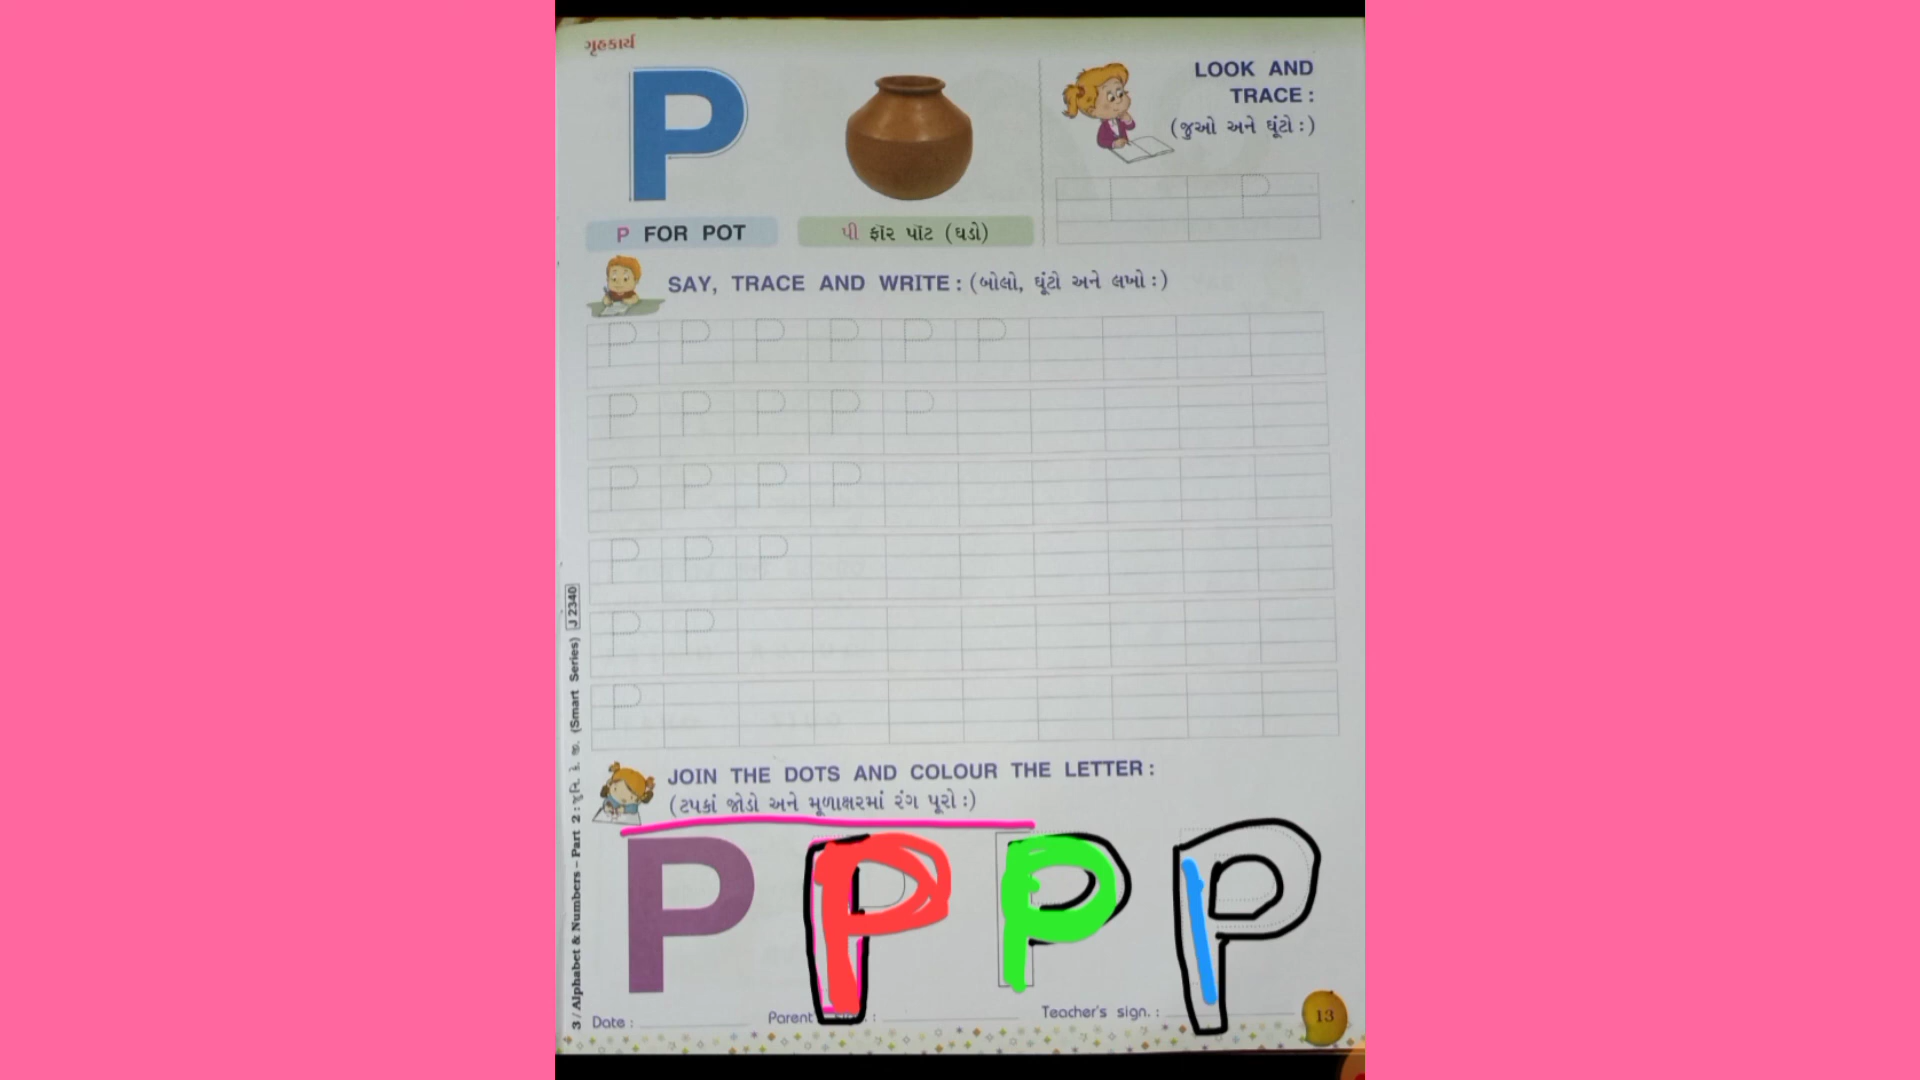 ગૃહકાર્ય
P
LOOK AND
TRACE :
(જુઓ અને ઘૂંટો :)
P
P FOR POT
પી ફૉર પૉટ (ઘડો)
SAY, TRACE AND WRITE : (બોલો, ઘૂંટો અને લખો :)
P P P P P P
P P P P P
P P P P
P P P
P P
P
JOIN THE DOTS AND COLOUR THE LETTER :
(ટપકાં જોડો અને મૂળાક્ષરમાં રંગ પૂરો :)
P P P P
Date :
Parent
Teacher's sign. :
13
3 / Alphabet & Numbers – Part 2 : જુનિ. કે. જી. (Smart Series) J 2340